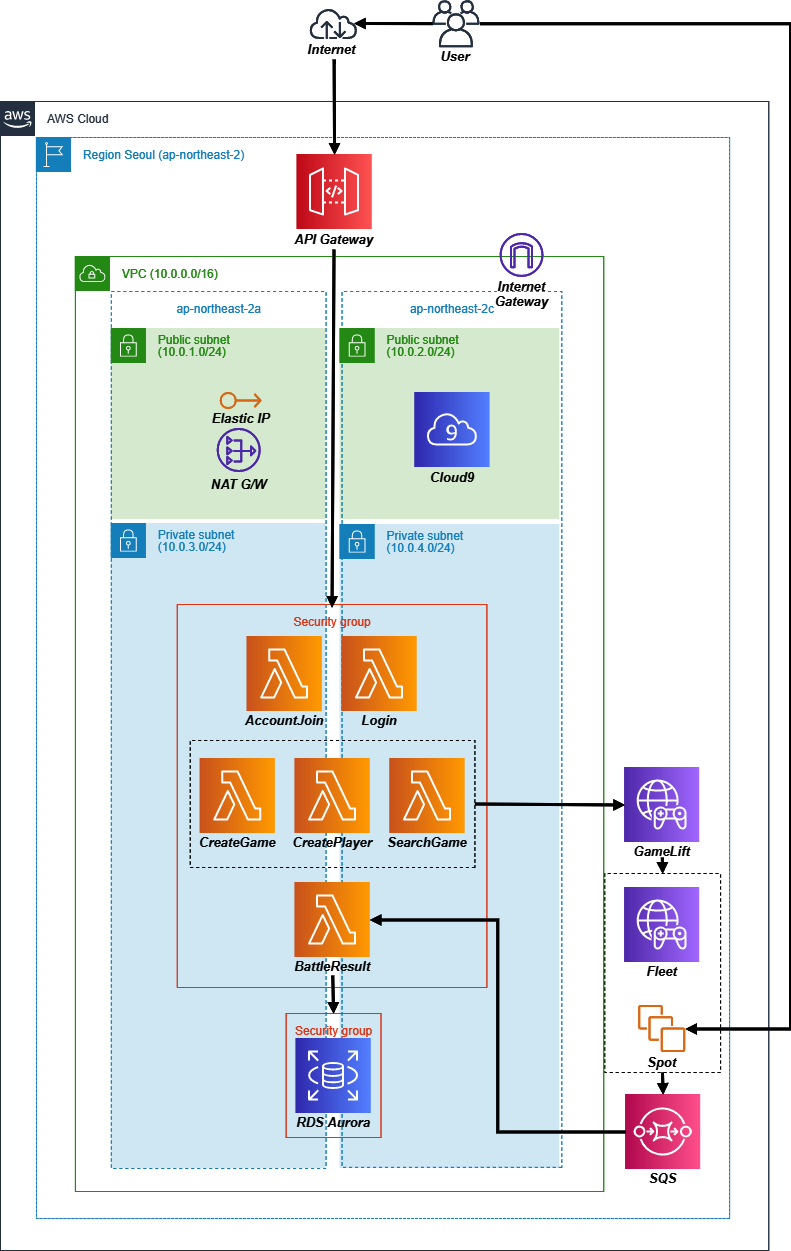 Internet
User
aws
AWS Cloud
Region Seoul (ap-northeast-2)
API Gateway
VPC (10.0.0.0/16)
Internet
Gateway
ap-northeast-2a
ap-northeast-2c
Public subnet
(10.0.1.0/24)
Public subnet
(10.0.2.0/24)
Elastic IP
NAT G/W
9
Cloud9
Private subnet
(10.0.3.0/24)
Private subnet
(10.0.4.0/24)
Security group
AccountJoin
Login
CreateGame
CreatePlayer
SearchGame
GameLift
BattleResult
Fleet
Security group
Spot
RDS Aurora
SQS